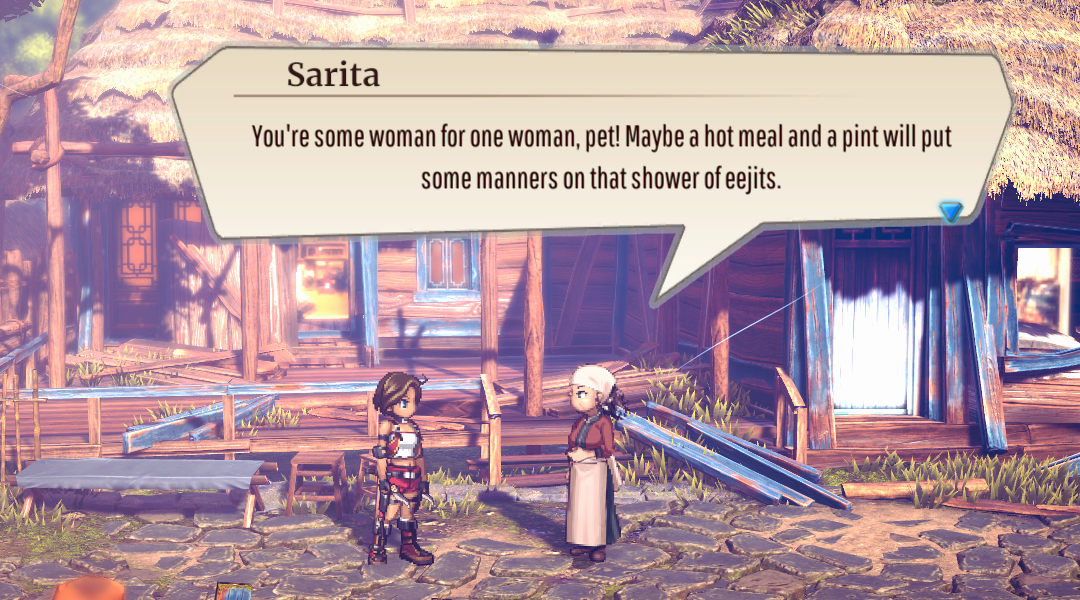 Sarita
You're some woman for one woman, pet! Maybe a hot meal and a pint will put
some manners on that shower of eejits.